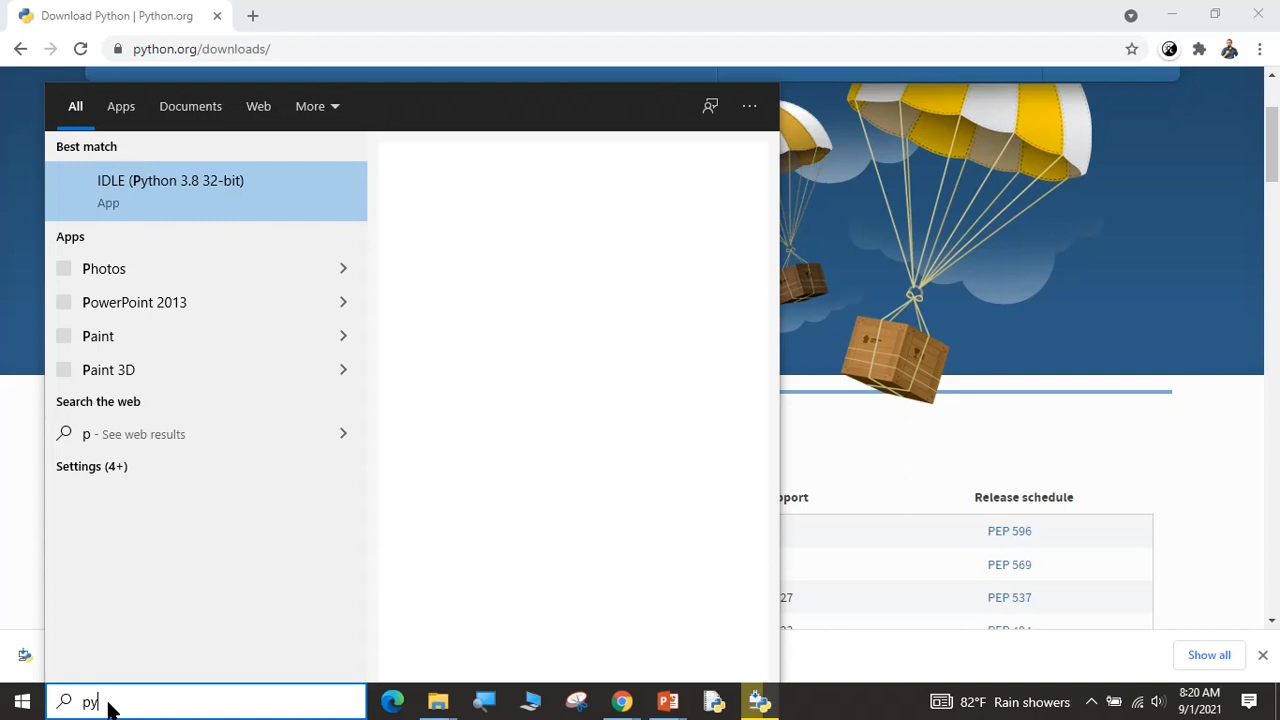 Download Python | Python.org
python.org/downloads/
All Apps Documents Web More
Best match
IDLE (Python 3.8 32-bit)
App
Apps
Photos
PowerPoint 2013
Paint
Paint 3D
Search the web
p - See web results
Settings (4+)
Release schedule
PEP 596
PEP 569
27 PEP 537
Show all
py
82°F Rain showers
8:20 AM
9/1/2021